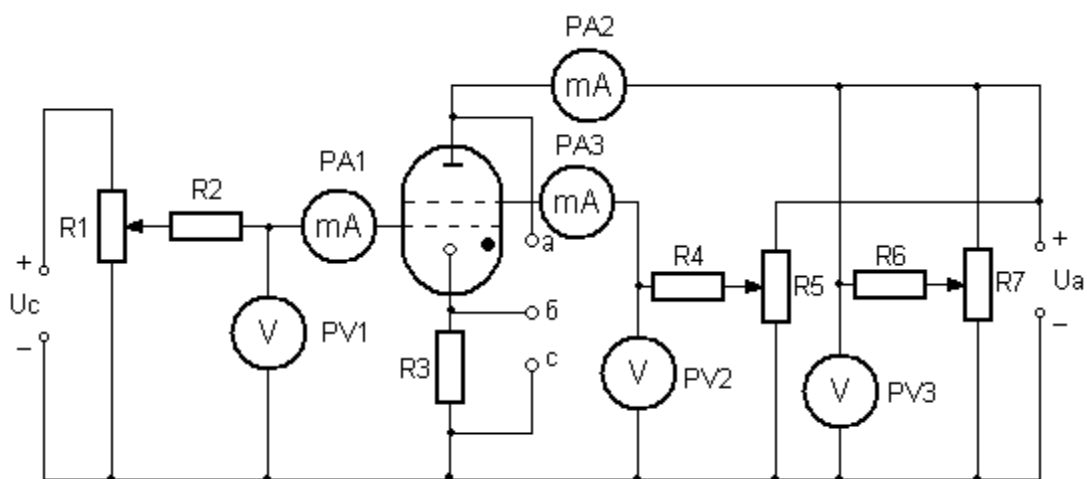 PA2
mA
PA1
PA3
R1
R2
mA
mA
a
+
Uc
–
V
PV1
R3
б
c
R4
R5
R6
R7
+
Ua
–
V
PV2
V
PV3